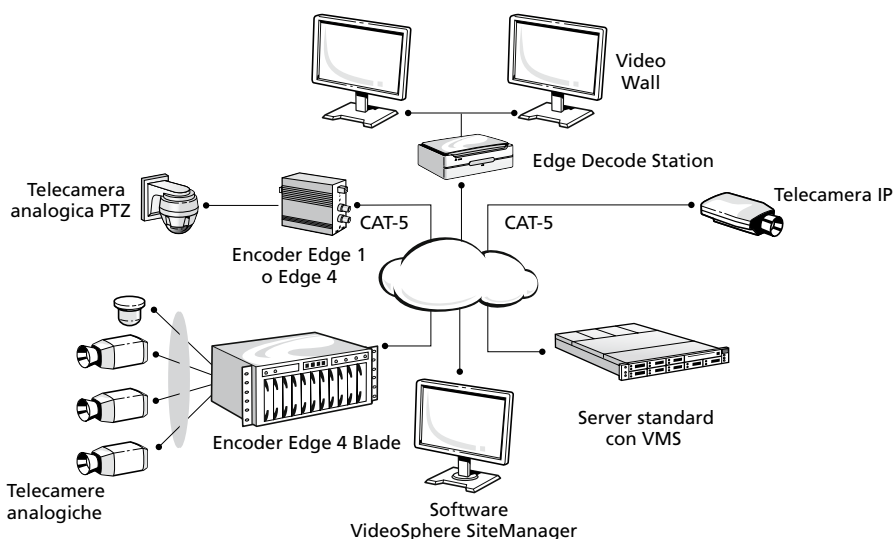 Video
Wall
Edge Decode Station
Telecamera
analogica PTZ
Telecamera IP
CAT-5
CAT-5
Encoder Edge 1
o Edge 4
Encoder Edge 4 Blade
Server standard
con VMS
Telecamere
analogiche
Software
VideoSphere SiteManager